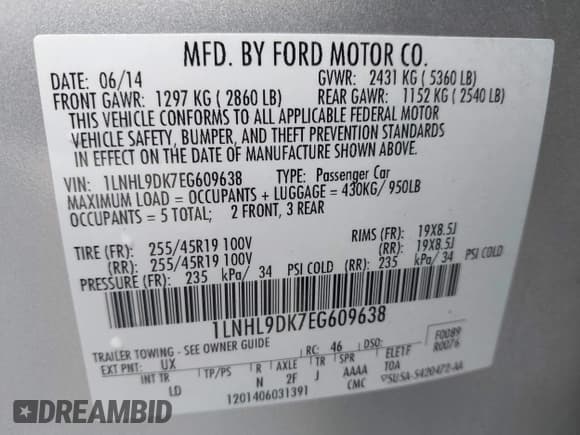 MFD. BY FORD MOTOR CO.
DATE: 06/14 GVWR: 2431 KG ( 5360 LB)
FRONT GAWR: 1297 KG ( 2860 LB) REAR GAWR: 1152 KG ( 2540 LB)
THIS VEHICLE CONFORMS TO ALL APPLICABLE FEDERAL MOTOR
VEHICLE SAFETY, BUMPER, AND THEFT PREVENTION STANDARDS
IN EFFECT ON THE DATE OF MANUFACTURE SHOWN ABOVE.
VIN: 1LNHL9DK7EG609638 TYPE: Passenger Car
MAXIMUM LOAD = OCCUPANTS + LUGGAGE = 430KG/ 950LB
OCCUPANTS = 5 TOTAL; 2 FRONT, 3 REAR
TIRE (FR): 255/45R19 100V RIMS (FR): 19X8.5J
(RR): 255/45R19 100V (RR): 19X8.5J
PRESSURE (FR): 235 kPa/ 34 PSI COLD (RR): 235 kPa/ 34 PSI COLD
1LNHL9DK7EG609638
TRAILER TOWING - SEE OWNER GUIDE
EXT PNT: UX RC: 46 DSO: F0089
R0076
INT TR TP/PS R AXLE TR SPR ELETF
LD N 2F J AAAA TOA
1201406031391 CMC 5U5A-5420472-AA
DREAMBID